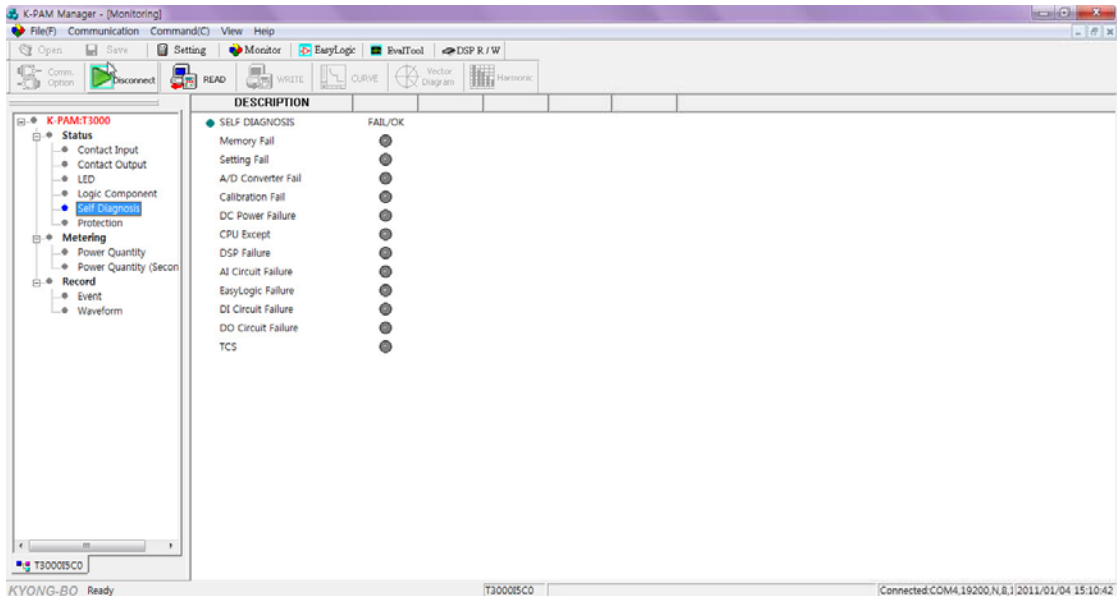 K-PAM Manager - [Monitoring]
File(F) Communication Command(C) View Help
Open Save Setting Monitor EasyLogic EvalTool DSP R / W
Comm. Option Disconnect READ WRITE CURVE Vector Diagram Harmonic
DESCRIPTION
K-PAM:T3000
Status
Contact Input
Contact Output
LED
Logic Component
Self Diagnosis
Protection
Metering
Power Quantity
Power Quantity (Secon
Record
Event
Waveform
SELF DIAGNOSIS FAIL/OK
Memory Fail
Setting Fail
A/D Converter Fail
Calibration Fail
DC Power Failure
CPU Except
DSP Failure
AI Circuit Failure
EasyLogic Failure
DI Circuit Failure
DO Circuit Failure
TCS
T3000I5C0
KYONG-BO Ready T3000I5C0 Connected:COM4,19200,N,8,1 2011/01/04 15:10:42